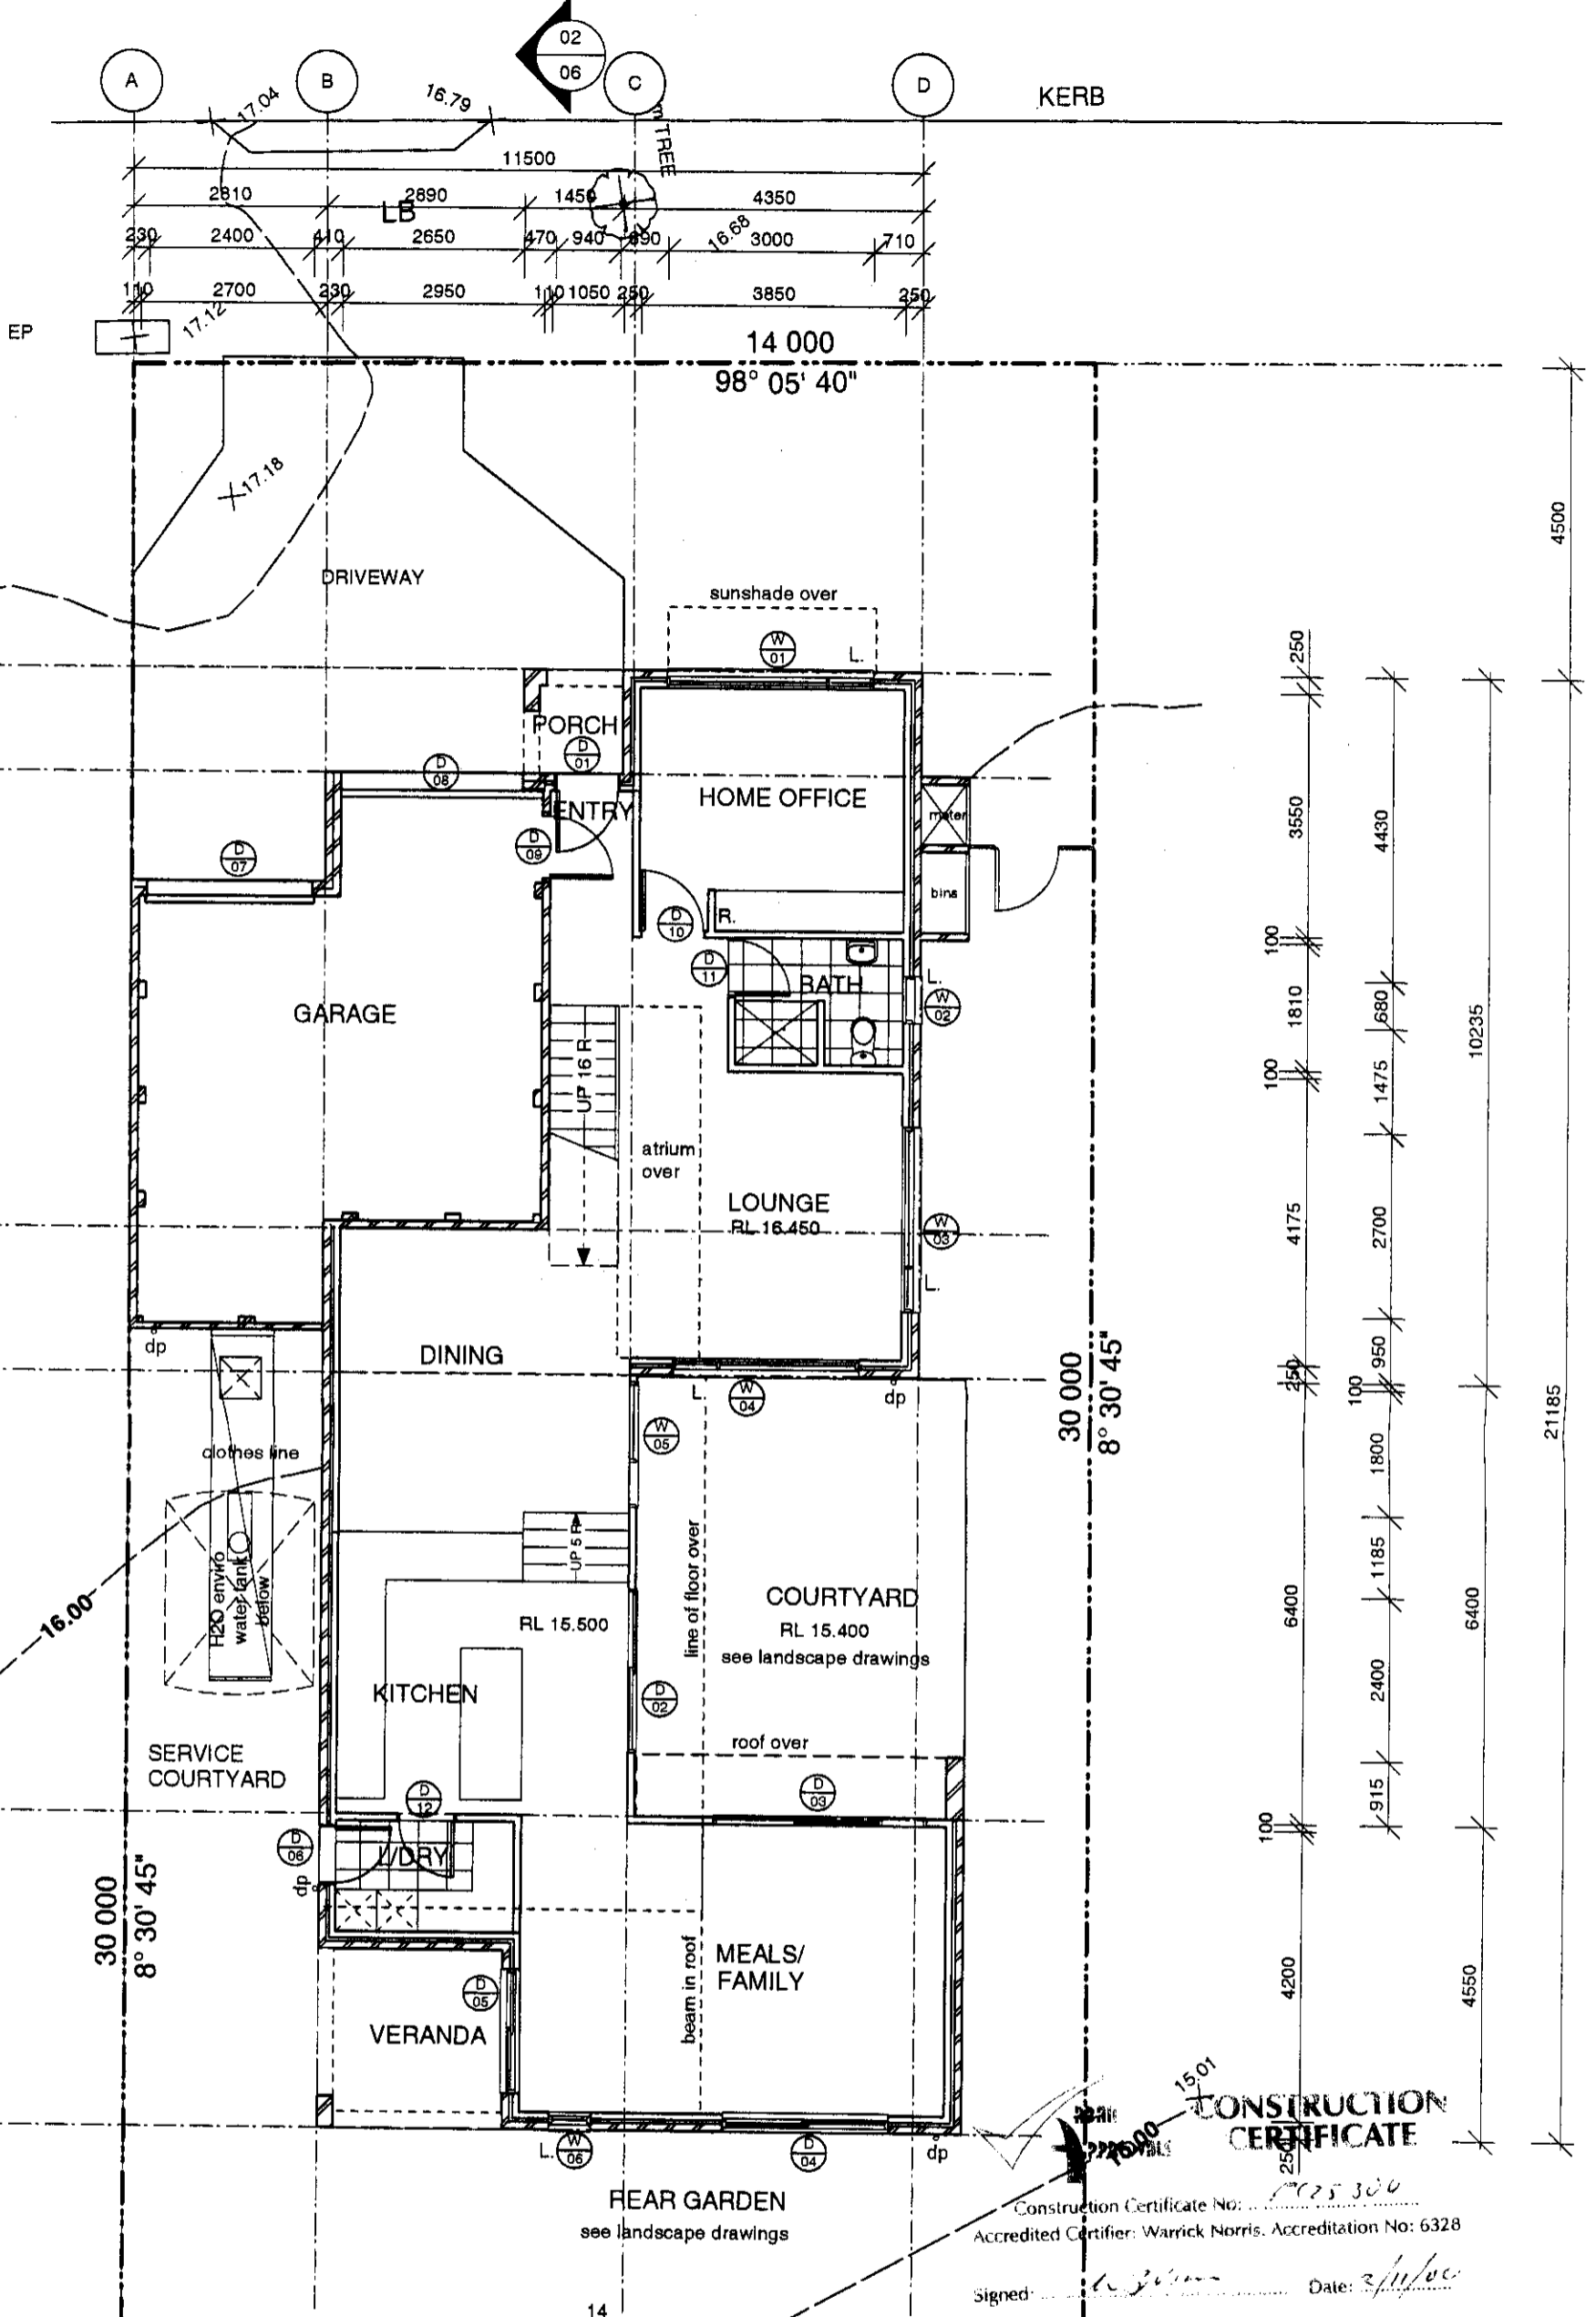 02
06
A
B
C
D
KERB
17.04
16.79
TREE
11500
2810
2890
1450
4350
LB
230
2400
410
2650
470
940
890
16.68
3000
710
110
2700
230
2950
110
1050
250
3850
250
EP
17.12
14 000
98° 05' 40"
17.18
4500
DRIVEWAY
sunshade over
W
01
L.
250
PORCH
D
01
D
08
ENTRY
HOME OFFICE
meter
D
09
D
07
3550
4430
bins
R.
D
10
D
11
BATH
L.
W
02
100
1810
680
10235
GARAGE
UP 16 R
100
1475
atrium
over
LOUNGE
RL 16.450
W
03
4175
2700
L.
dp
DINING
30 000
8° 30' 45"
250
950
100
21185
L.
W
04
dp
W
05
clothes line
1800
line of floor over
UP 5 R
1185
H2O enviro
water tank
below
16.00
RL 15.500
COURTYARD
RL 15.400
see landscape drawings
6400
6400
2400
KITCHEN
D
02
roof over
SERVICE
COURTYARD
D
12
D
03
915
100
D
06
L/DRY
dp
30 000
8° 30' 45"
MEALS/
FAMILY
beam in roof
D
05
VERANDA
4200
4550
15.01
16.00
CONSTRUCTION
CERTIFICATE
250
L.
W
06
D
04
dp
REAR GARDEN
see landscape drawings
Construction Certificate No:
Accredited Certifier: Warrick Norris. Accreditation No: 6328
Signed:
Date:
14